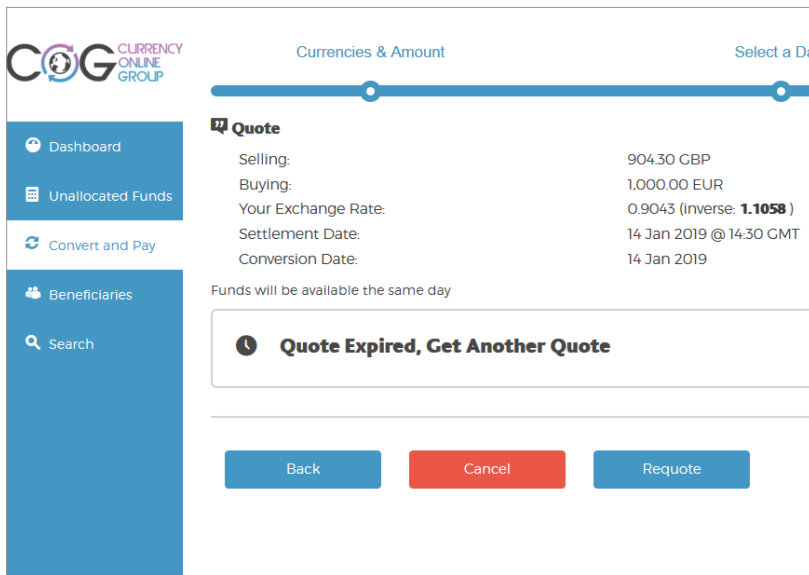 COG CURRENCY
ONLINE
GROUP
Currencies & Amount
Select a Da
Dashboard
Unallocated Funds
Convert and Pay
Beneficiaries
Search
Quote
Selling: 904.30 GBP
Buying: 1,000.00 EUR
Your Exchange Rate: 0.9043 (inverse: 1.1058 )
Settlement Date: 14 Jan 2019 @ 14:30 GMT
Conversion Date: 14 Jan 2019
Funds will be available the same day
Quote Expired, Get Another Quote
Back Cancel Requote